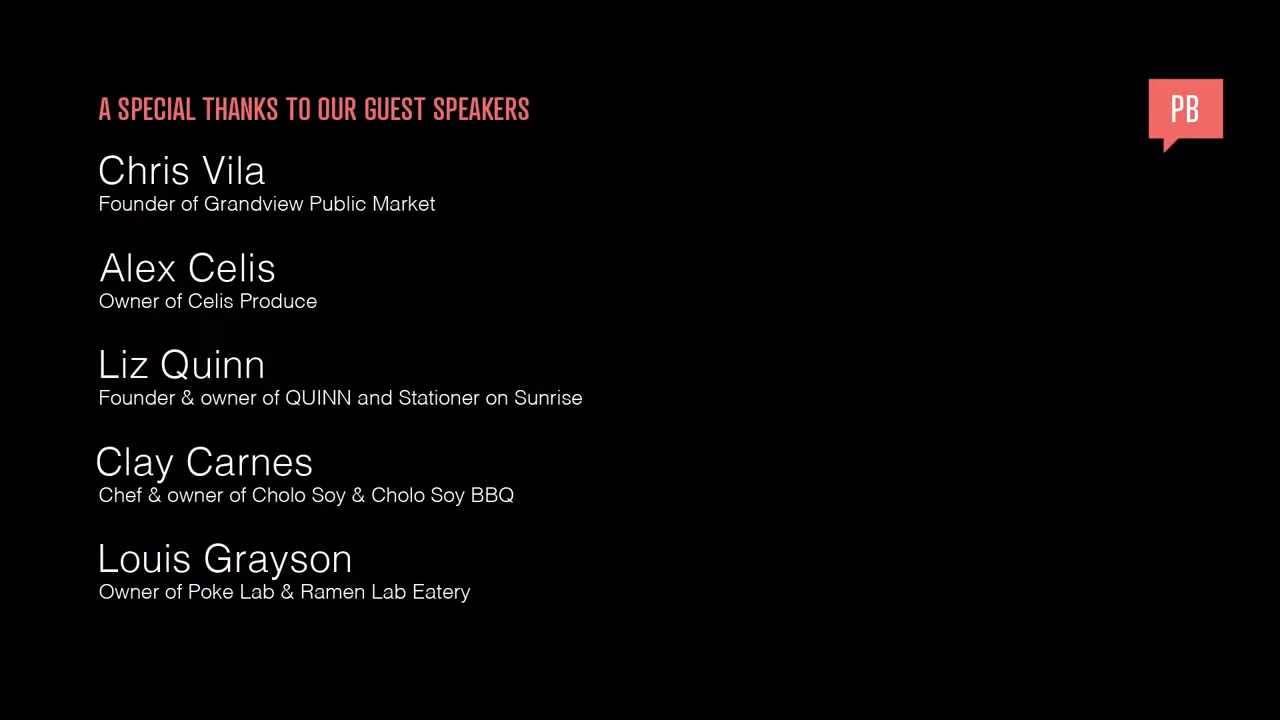 A SPECIAL THANKS TO OUR GUEST SPEAKERS
PB
Chris Vila
Founder of Grandview Public Market
Alex Celis
Owner of Celis Produce
Liz Quinn
Founder & owner of QUINN and Stationer on Sunrise
Clay Carnes
Chef & owner of Cholo Soy & Cholo Soy BBQ
Louis Grayson
Owner of Poke Lab & Ramen Lab Eatery